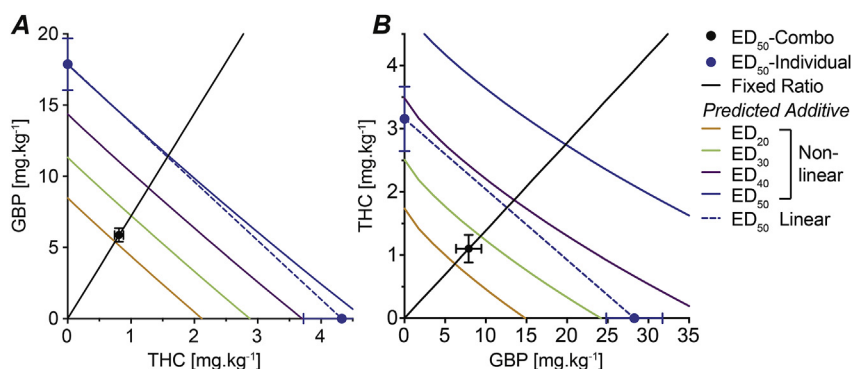 A
B
20
15
10
5
0
GBP [mg.kg⁻¹]
0
1
2
3
4
THC [mg.kg⁻¹]
4
3
2
1
0
THC [mg.kg⁻¹]
0
5
10
15
20
25
30
35
GBP [mg.kg⁻¹]
ED₅₀-Combo
ED₅₀-Individual
Fixed Ratio
Predicted Additive
ED₂₀
ED₃₀
ED₄₀
ED₅₀
Non-
linear
ED₅₀ Linear